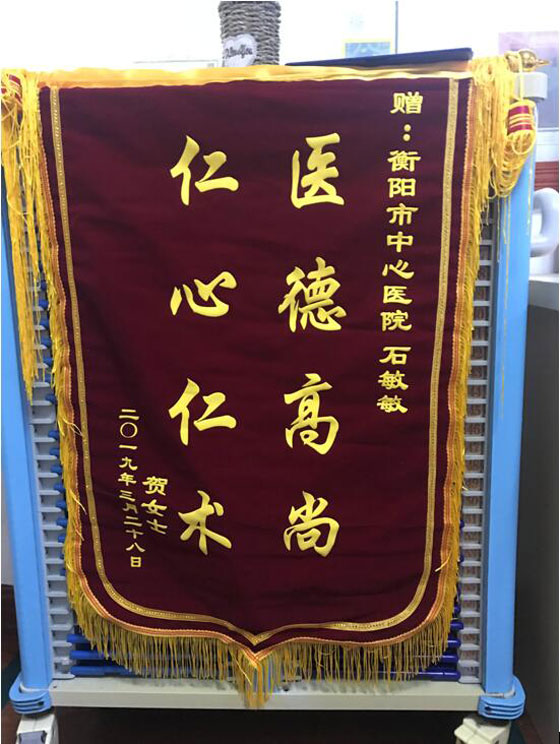 赠：衡阳市中心医院 石敏敏
医德高尚
仁心仁术
贺女士
二〇一九年三月二十八日